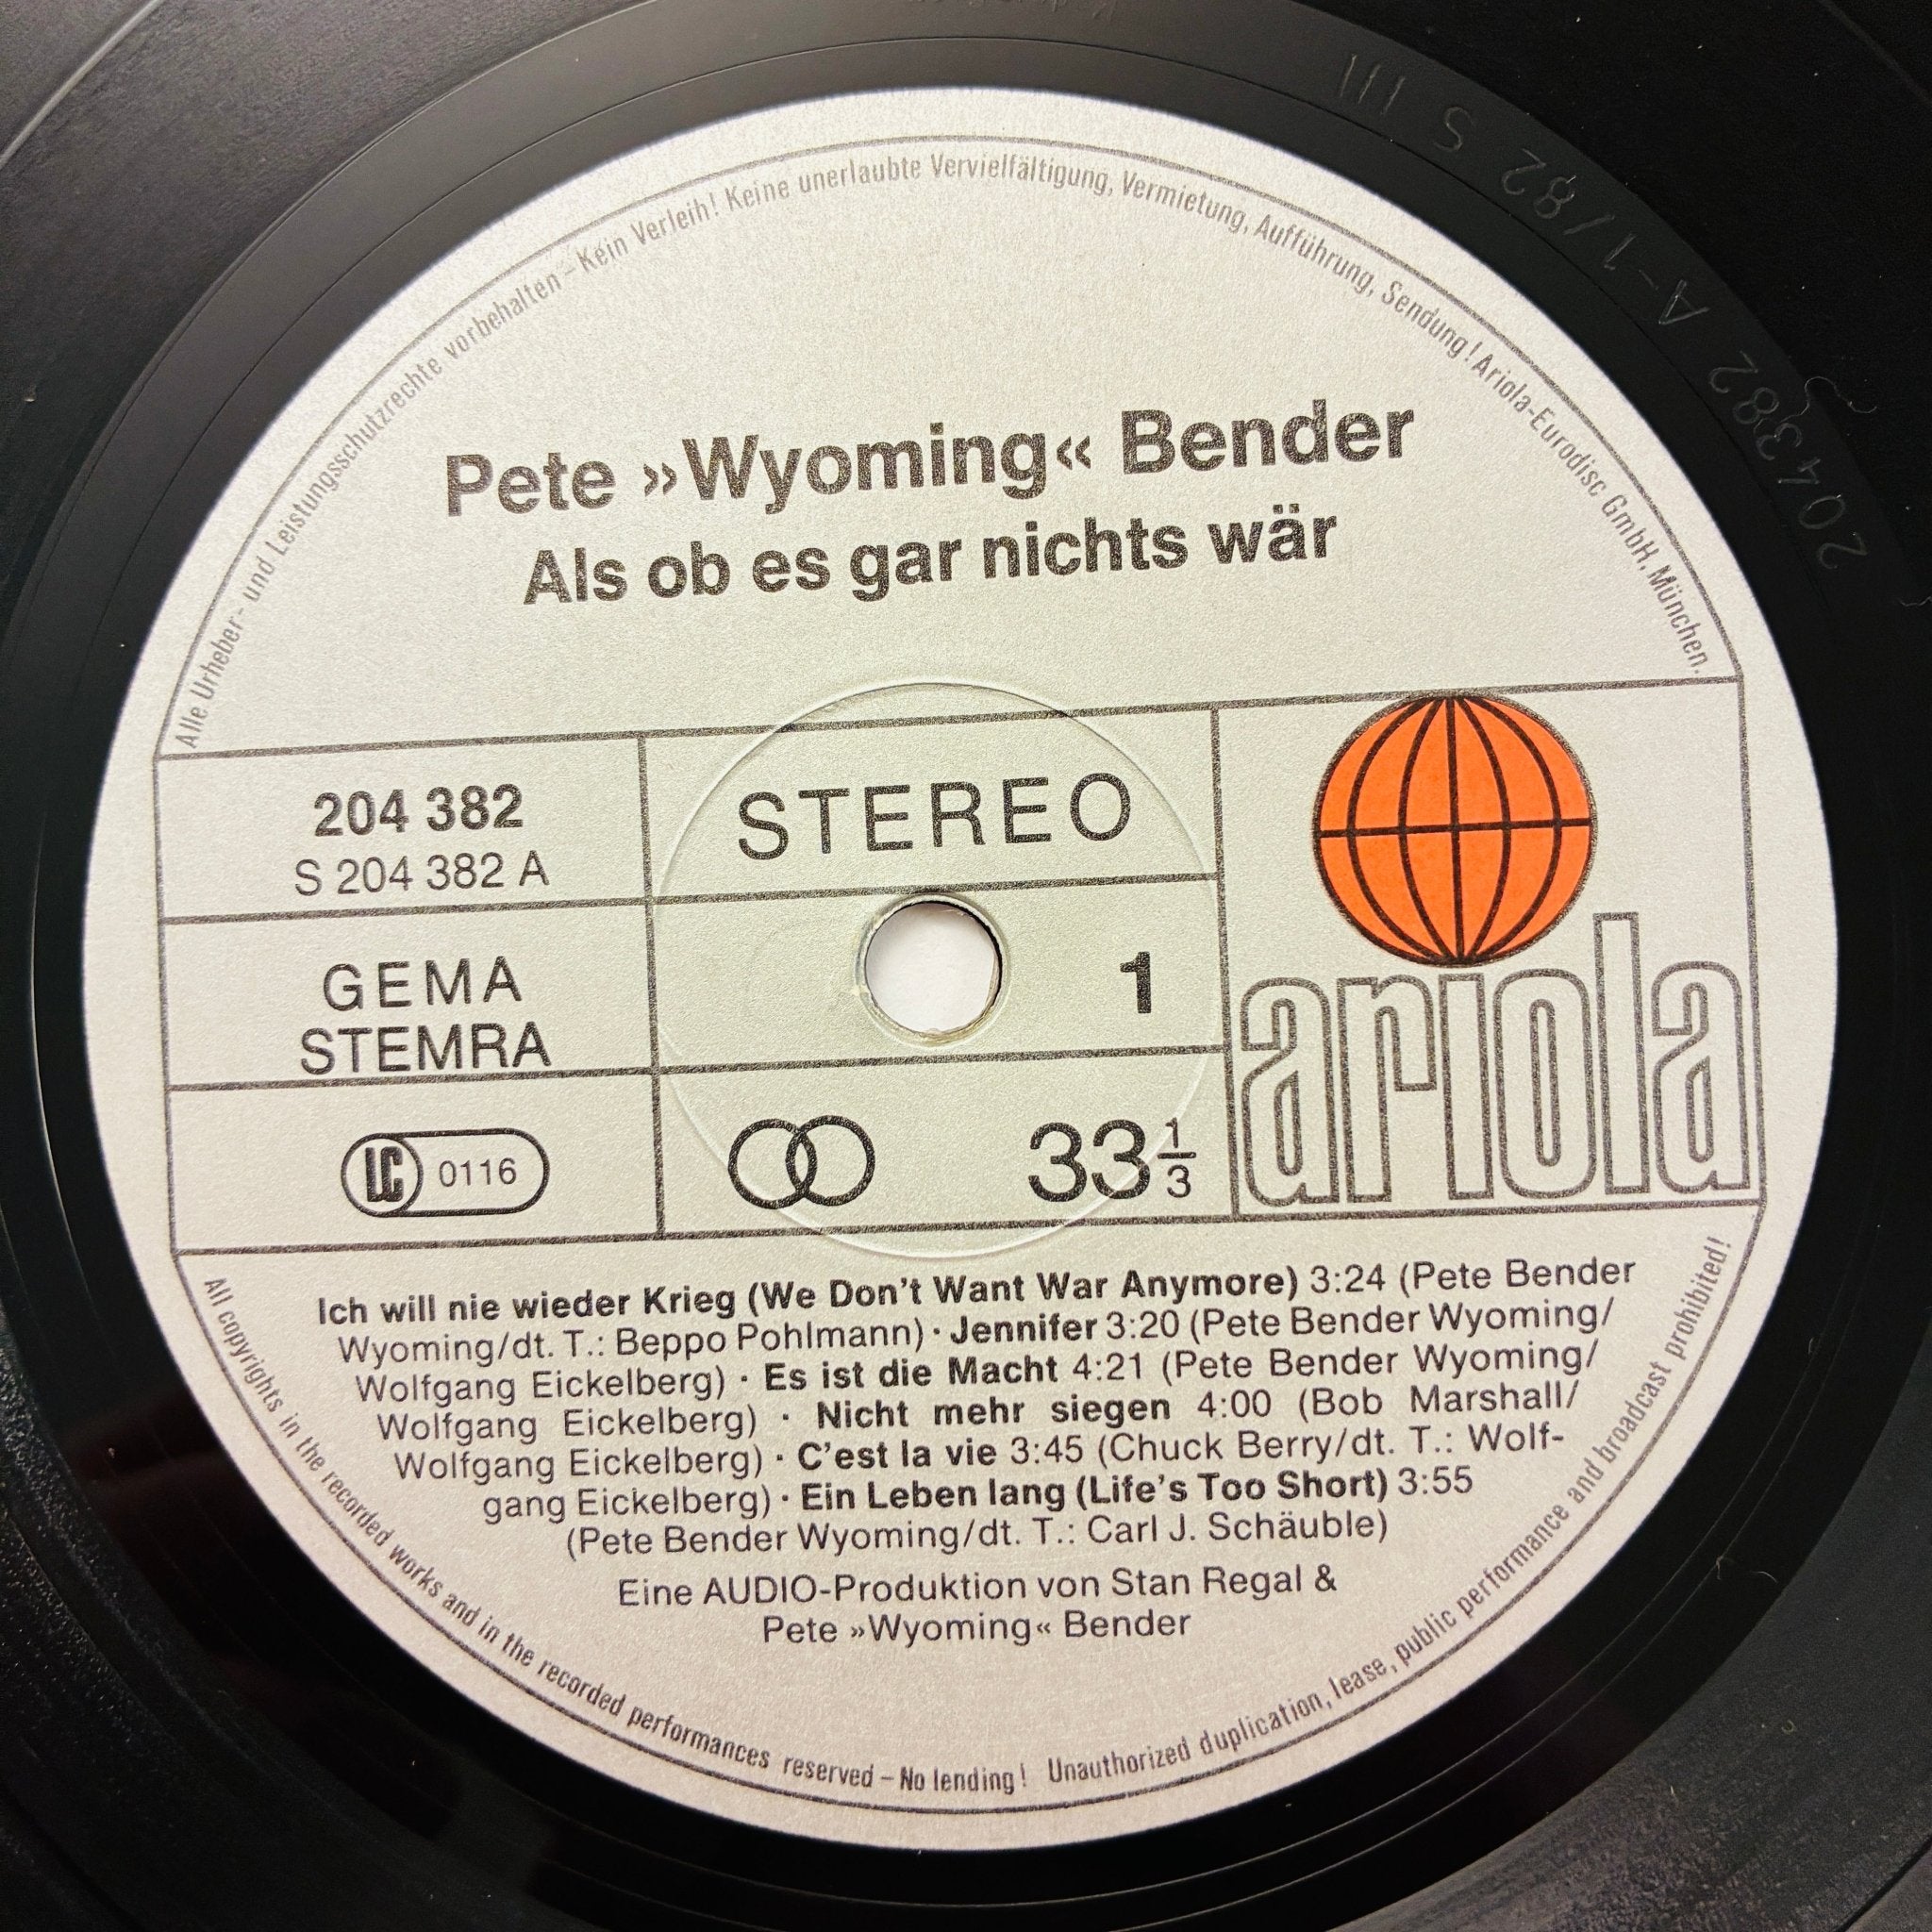 Alle Urheber- und Leistungsschutzrechte vorbehalten – Kein Verleih! Keine unerlaubte Vervielfältigung, Vermietung, Aufführung, Sendung! Ariola-Eurodisc GmbH, München.
204382 A-1/82 S III
Pete »Wyoming« Bender
Als ob es gar nichts wär
204 382
S 204 382 A
STEREO
GEMA
STEMRA
1
LC 0116
33 1/3
ariola
Ich will nie wieder Krieg (We Don't Want War Anymore) 3:24 (Pete Bender
Wyoming/dt. T.: Beppo Pohlmann) · Jennifer 3:20 (Pete Bender Wyoming/
Wolfgang Eickelberg) · Es ist die Macht 4:21 (Pete Bender Wyoming/
Wolfgang Eickelberg) · Nicht mehr siegen 4:00 (Bob Marshall/
Wolfgang Eickelberg) · C'est la vie 3:45 (Chuck Berry/dt. T.: Wolf-
gang Eickelberg) · Ein Leben lang (Life's Too Short) 3:55
(Pete Bender Wyoming/dt. T.: Carl J. Schäuble)
Eine AUDIO-Produktion von Stan Regal &
Pete »Wyoming« Bender
All copyrights in the recorded works and in the recorded performances reserved – No lending! Unauthorized duplication, lease, public performance and broadcast prohibited!